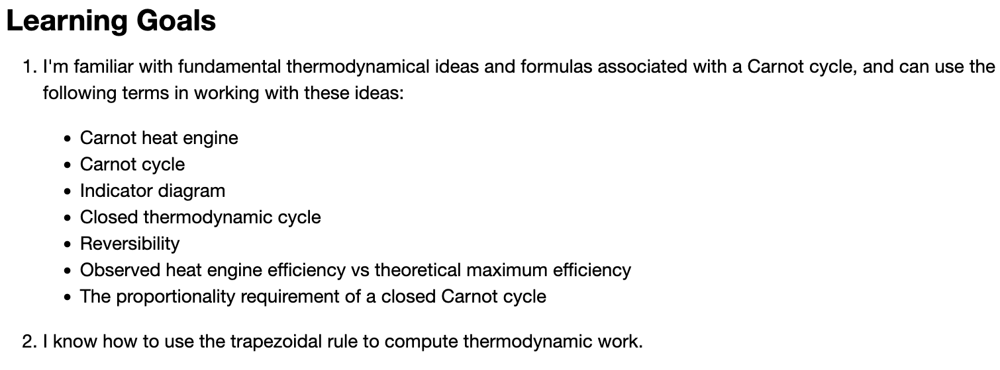 Learning Goals
1. I'm familiar with fundamental thermodynamical ideas and formulas associated with a Carnot cycle, and can use the
following terms in working with these ideas:
• Carnot heat engine
• Carnot cycle
• Indicator diagram
• Closed thermodynamic cycle
• Reversibility
• Observed heat engine efficiency vs theoretical maximum efficiency
• The proportionality requirement of a closed Carnot cycle
2. I know how to use the trapezoidal rule to compute thermodynamic work.